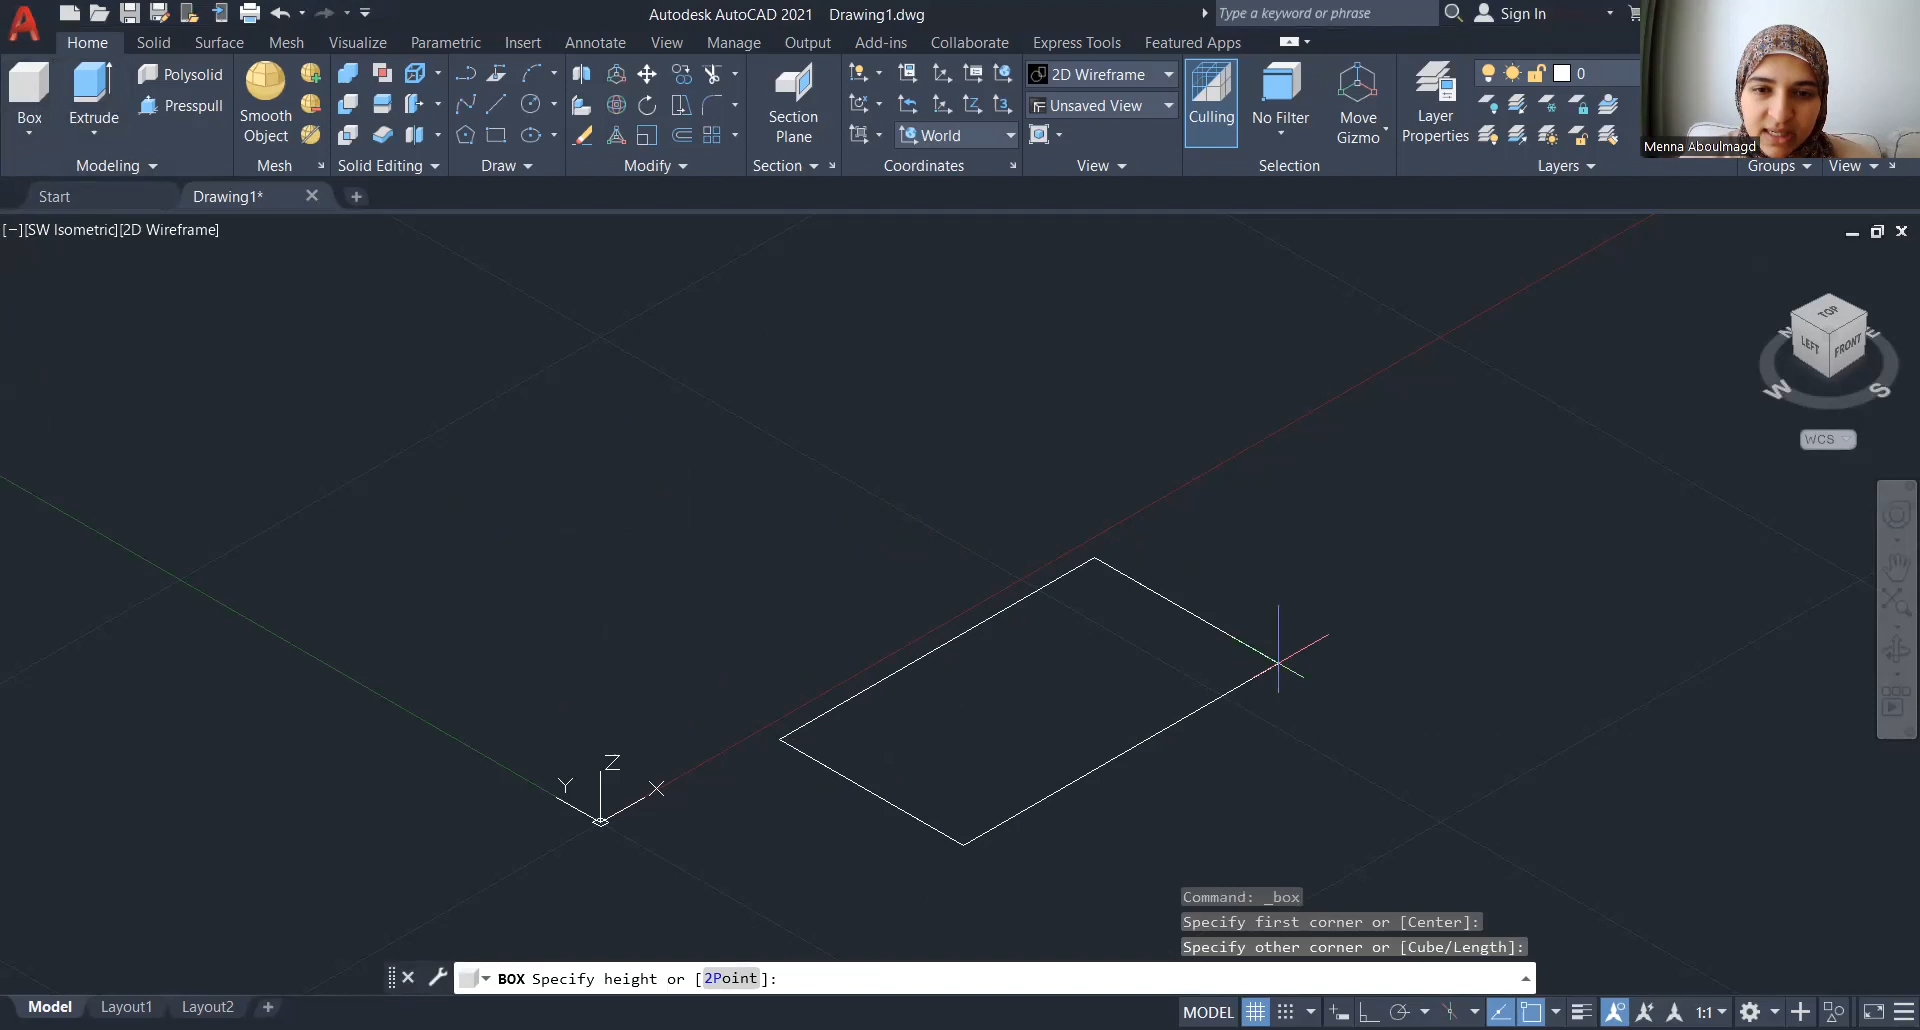 Autodesk AutoCAD 2021 Drawing1.dwg
Type a keyword or phrase
Sign In
Home Solid Surface Mesh Visualize Parametric Insert Annotate View Manage Output Add-ins Collaborate Express Tools Featured Apps
Box
Extrude
Polysolid
Presspull
Modeling
Smooth
Object
Mesh
Solid Editing
Draw
Modify
Section
Plane
Section
World
Coordinates
2D Wireframe
Unsaved View
View
Culling
No Filter
Move
Gizmo
Selection
Layer
Properties
0
Layers
Groups
View
Menna Aboulmagd
Start
Drawing1*
[−][SW Isometric][2D Wireframe]
TOP
LEFT
FRONT
N
E
W
S
WCS
Z
Y
X
Command: _box
Specify first corner or [Center]:
Specify other corner or [Cube/Length]:
BOX Specify height or [2Point]:
Model Layout1 Layout2
MODEL
1:1